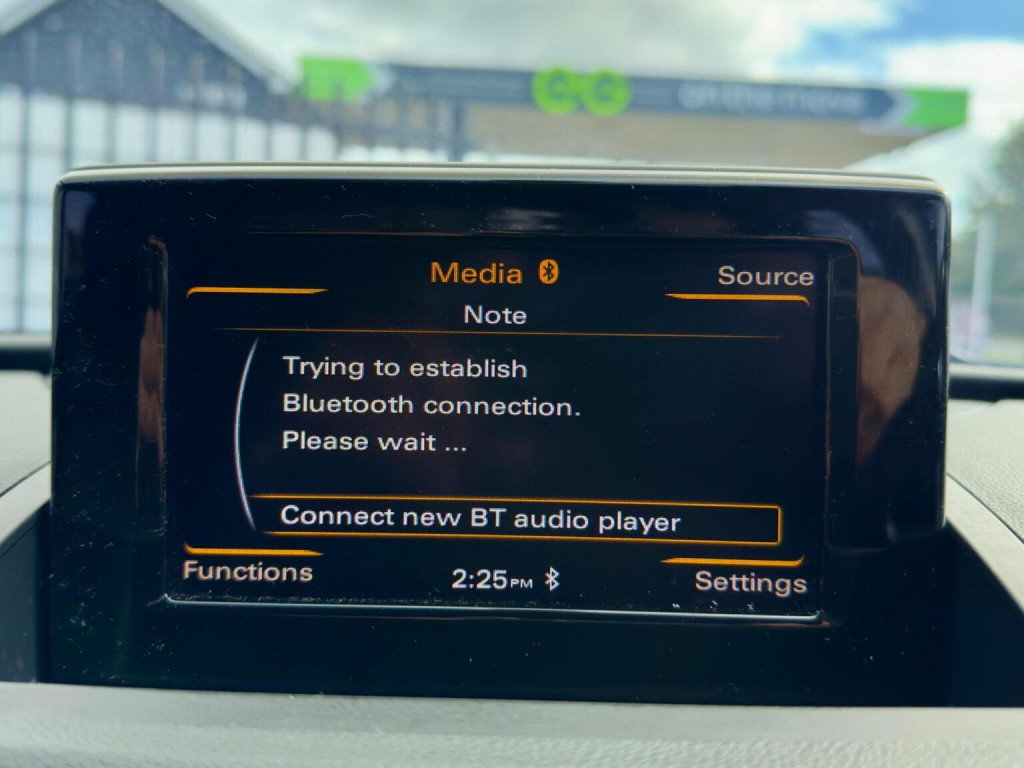 EG on the move
Media
Source
Note
Trying to establish
Bluetooth connection.
Please wait ...
Connect new BT audio player
Functions
2:25PM
Settings